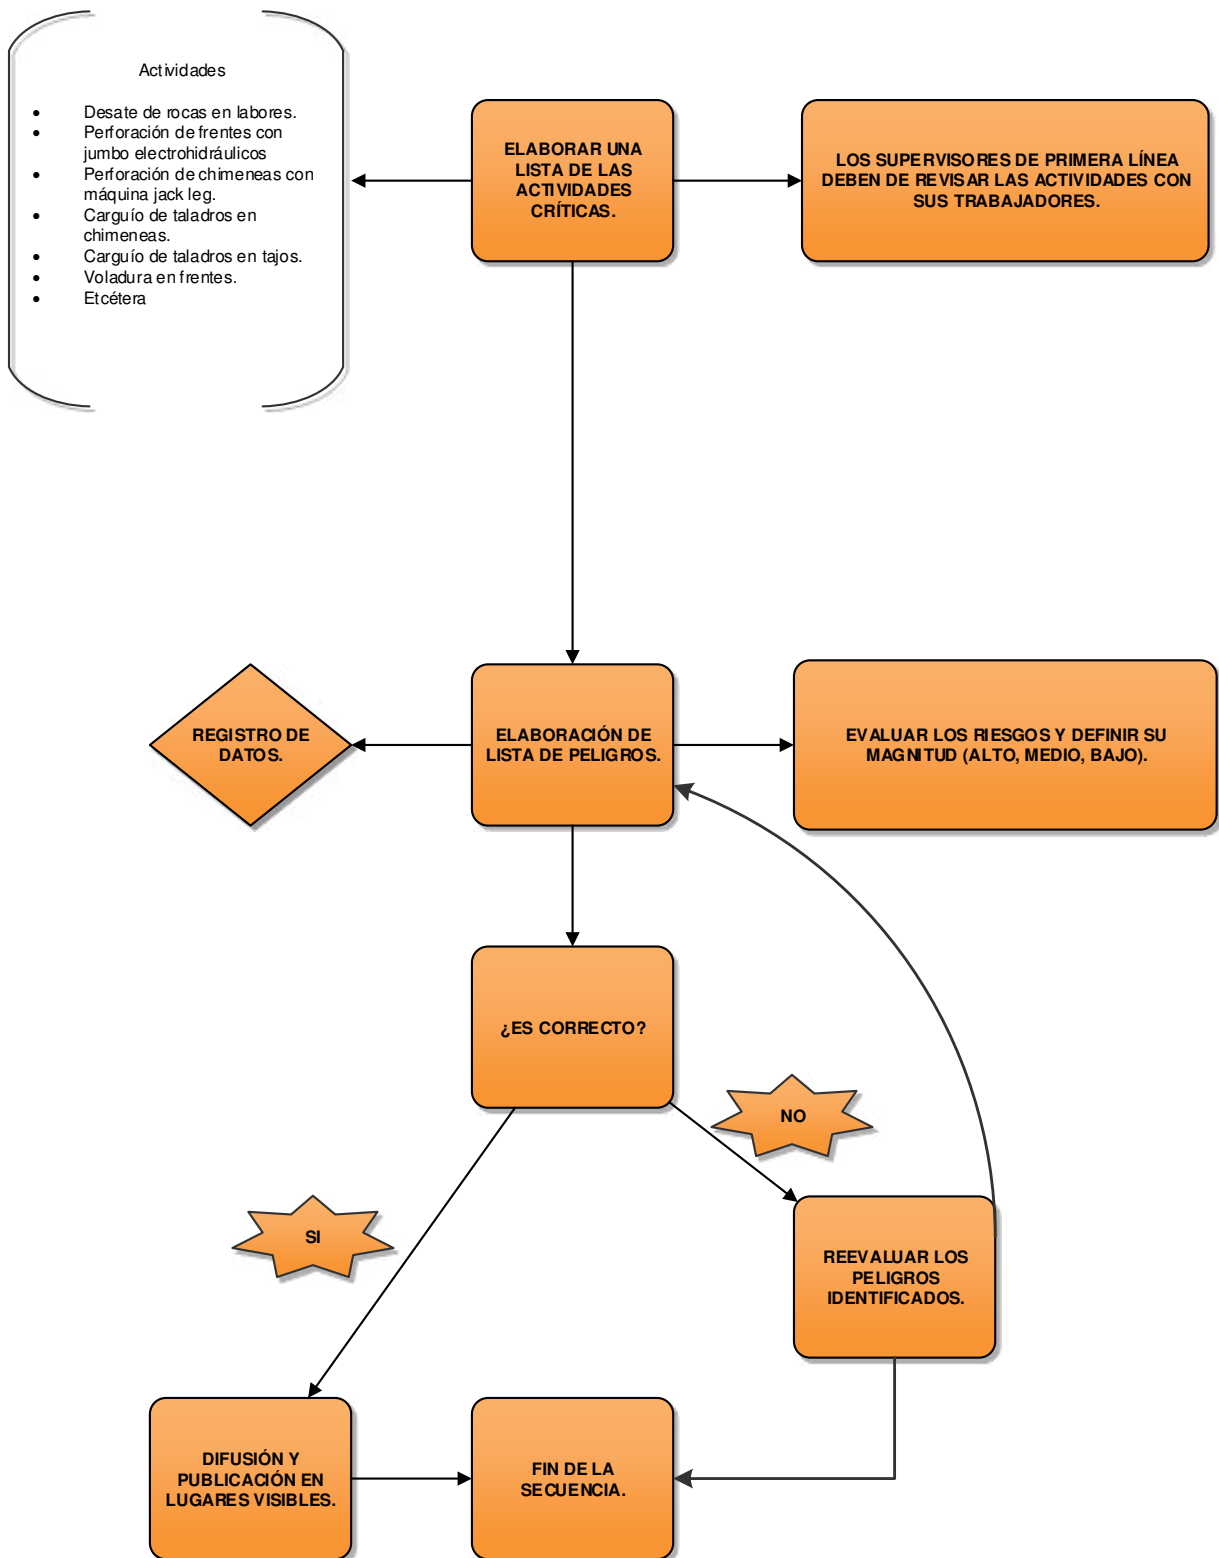 Actividades
• Desate de rocas en labores.
• Perforación de frentes con
jumbo electrohidráulicos
• Perforación de chimeneas con
máquina jack leg.
• Carguío de taladros en
chimeneas.
• Carguío de taladros en tajos.
• Voladura en frentes.
• Etcétera
ELABORAR UNA
LISTA DE LAS
ACTIVIDADES
CRÍTICAS.
LOS SUPERVISORES DE PRIMERA LÍNEA
DEBEN DE REVISAR LAS ACTIVIDADES CON
SUS TRABAJADORES.
REGISTRO DE
DATOS.
ELABORACIÓN DE
LISTA DE PELIGROS.
EVALUAR LOS RIESGOS Y DEFINIR SU
MAGNITUD (ALTO, MEDIO, BAJO).
¿ES CORRECTO?
NO
SI
REEVALUAR LOS
PELIGROS
IDENTIFICADOS.
DIFUSIÓN Y
PUBLICACIÓN EN
LUGARES VISIBLES.
FIN DE LA
SECUENCIA.